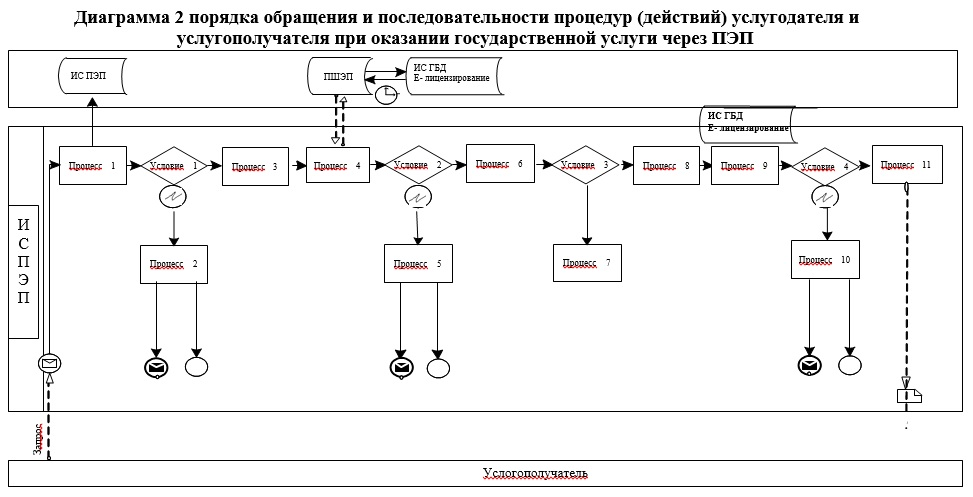 Диаграмма 2 порядка обращения и последовательности процедур (действий) услугодателя и
услугополучателя при оказании государственной услуги через ПЭП
ИС ПЭП
ПШЭП
ИС ГБД
Е- лицензирование
ИС ГБД
Е- лицензирование
Процесс 1
Условие 1
Процесс 3
Процесс 4
Условие 2
Процесс 6
Условие 3
Процесс 8
Процесс 9
Условие 4
Процесс 11
И
С
П
Э
П
Процесс 2
Процесс 5
Процесс 7
Процесс 10
Запрос
Услогополучатель